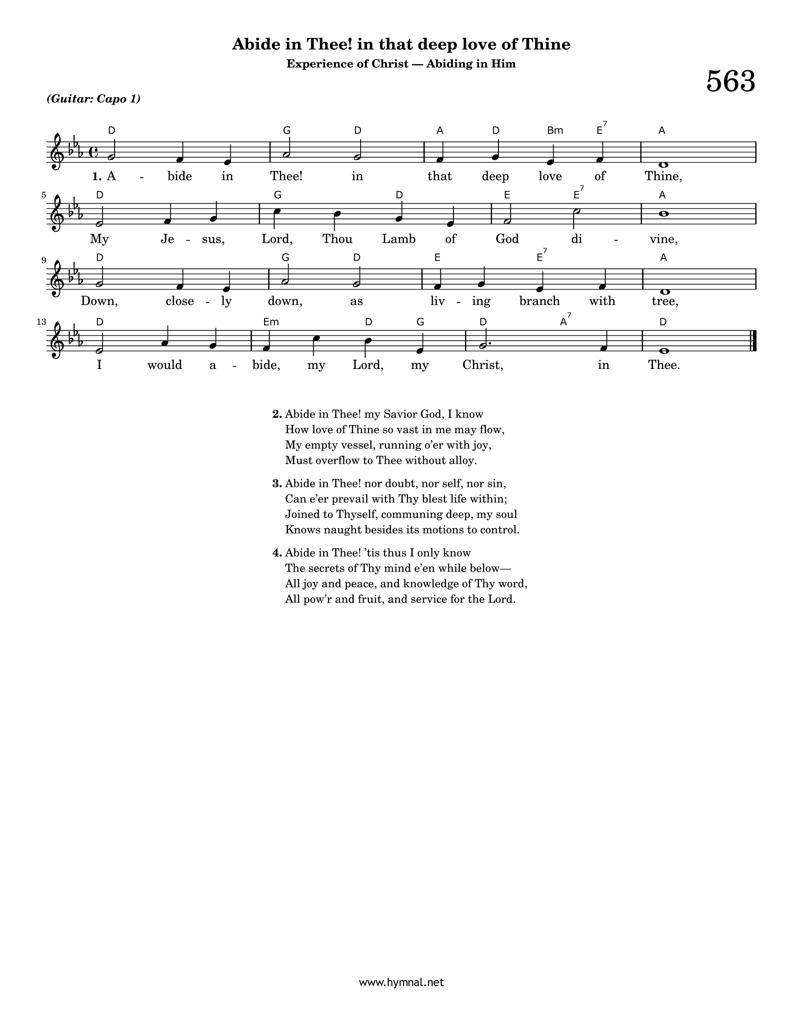 Abide in Thee! in that deep love of Thine
Experience of Christ — Abiding in Him
563
(Guitar: Capo 1)
D G D A D Bm E7 A
1. A - bide in Thee! in that deep love of Thine,
5 D G D E E7 A
My Je - sus, Lord, Thou Lamb of God di - vine,
9 D G D E E7 A
Down, close - ly down, as liv - ing branch with tree,
13 D Em D G D A7 D
I would a - bide, my Lord, my Christ, in Thee.
2. Abide in Thee! my Savior God, I know
How love of Thine so vast in me may flow,
My empty vessel, running o’er with joy,
Must overflow to Thee without alloy.
3. Abide in Thee! nor doubt, nor self, nor sin,
Can e’er prevail with Thy blest life within;
Joined to Thyself, communing deep, my soul
Knows naught besides its motions to control.
4. Abide in Thee! ’tis thus I only know
The secrets of Thy mind e’en while below—
All joy and peace, and knowledge of Thy word,
All pow’r and fruit, and service for the Lord.
www.hymnal.net